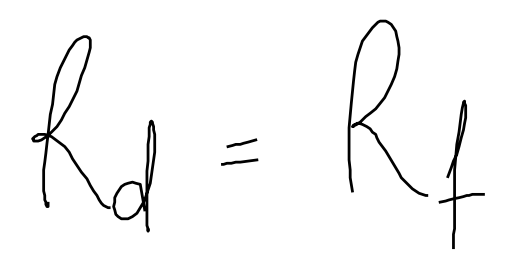 R_d = R_f